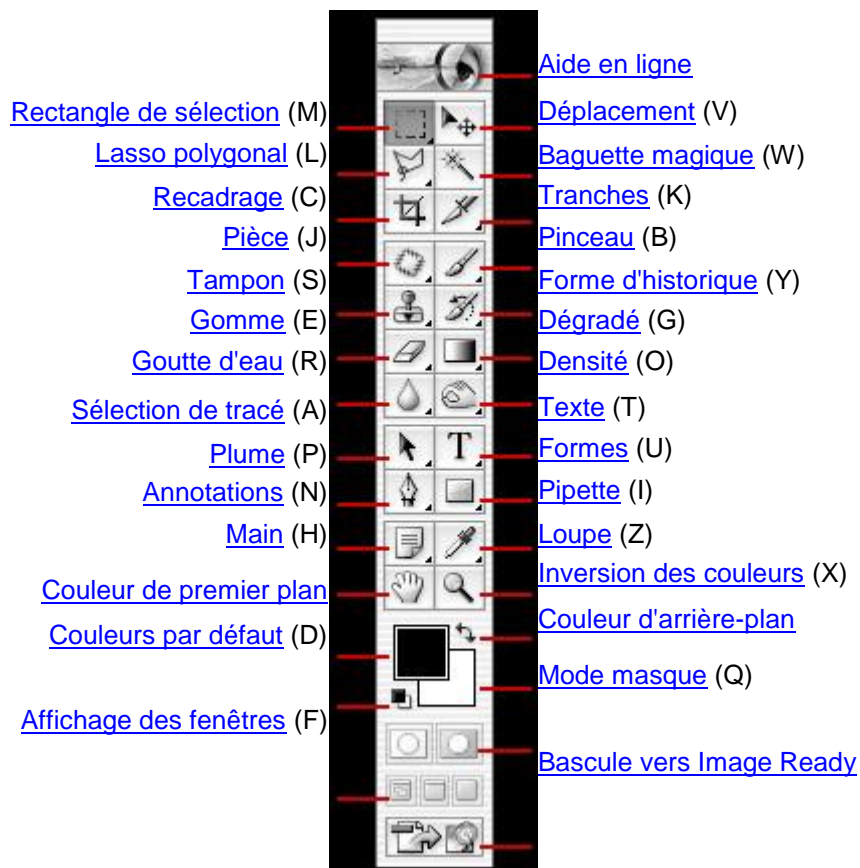 Aide en ligne
Rectangle de sélection (M)
Déplacement (V)
Lasso polygonal (L)
Baguette magique (W)
Recadrage (C)
Tranches (K)
Pièce (J)
Pinceau (B)
Tampon (S)
Forme d'historique (Y)
Gomme (E)
Dégradé (G)
Goutte d'eau (R)
Densité (O)
Sélection de tracé (A)
Texte (T)
Plume (P)
T
Formes (U)
Annotations (N)
Pipette (I)
Main (H)
Loupe (Z)
Couleur de premier plan
Inversion des couleurs (X)
Couleurs par défaut (D)
Couleur d'arrière-plan
Mode masque (Q)
Affichage des fenêtres (F)
Bascule vers Image Ready